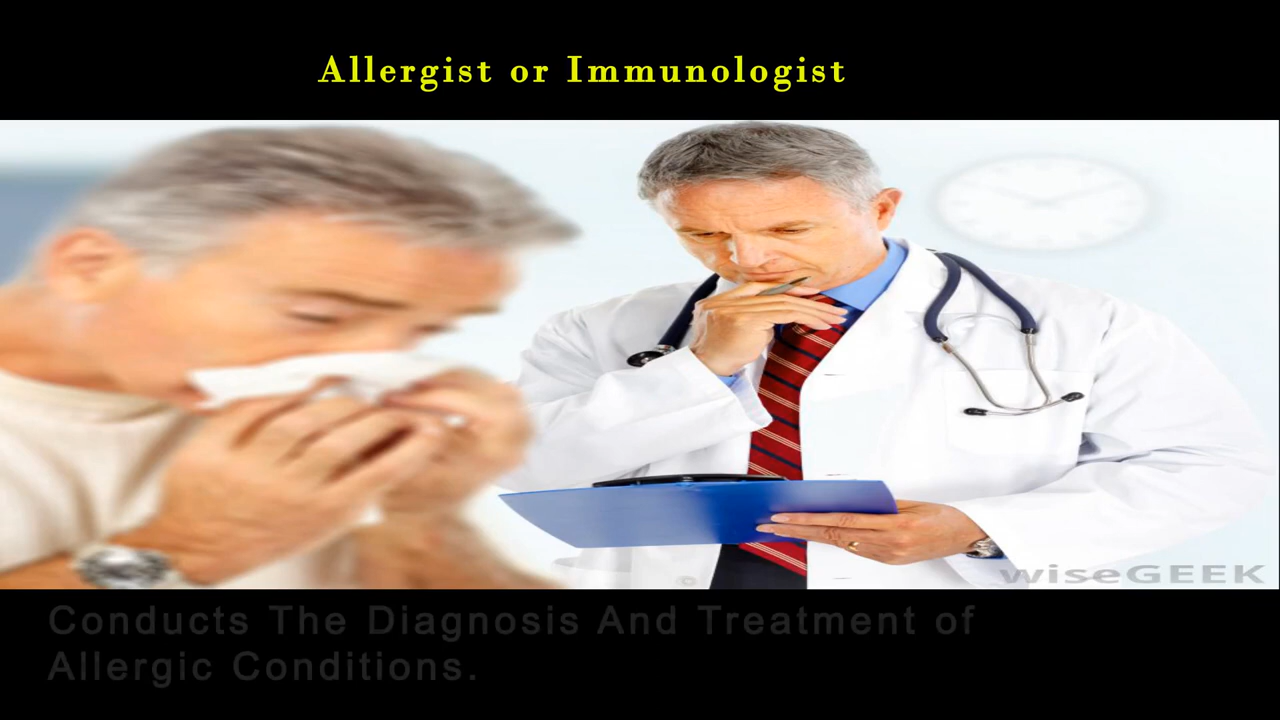 Allergist or Immunologist
wiseGEEK
Conducts The Diagnosis And Treatment of
Allergic Conditions.